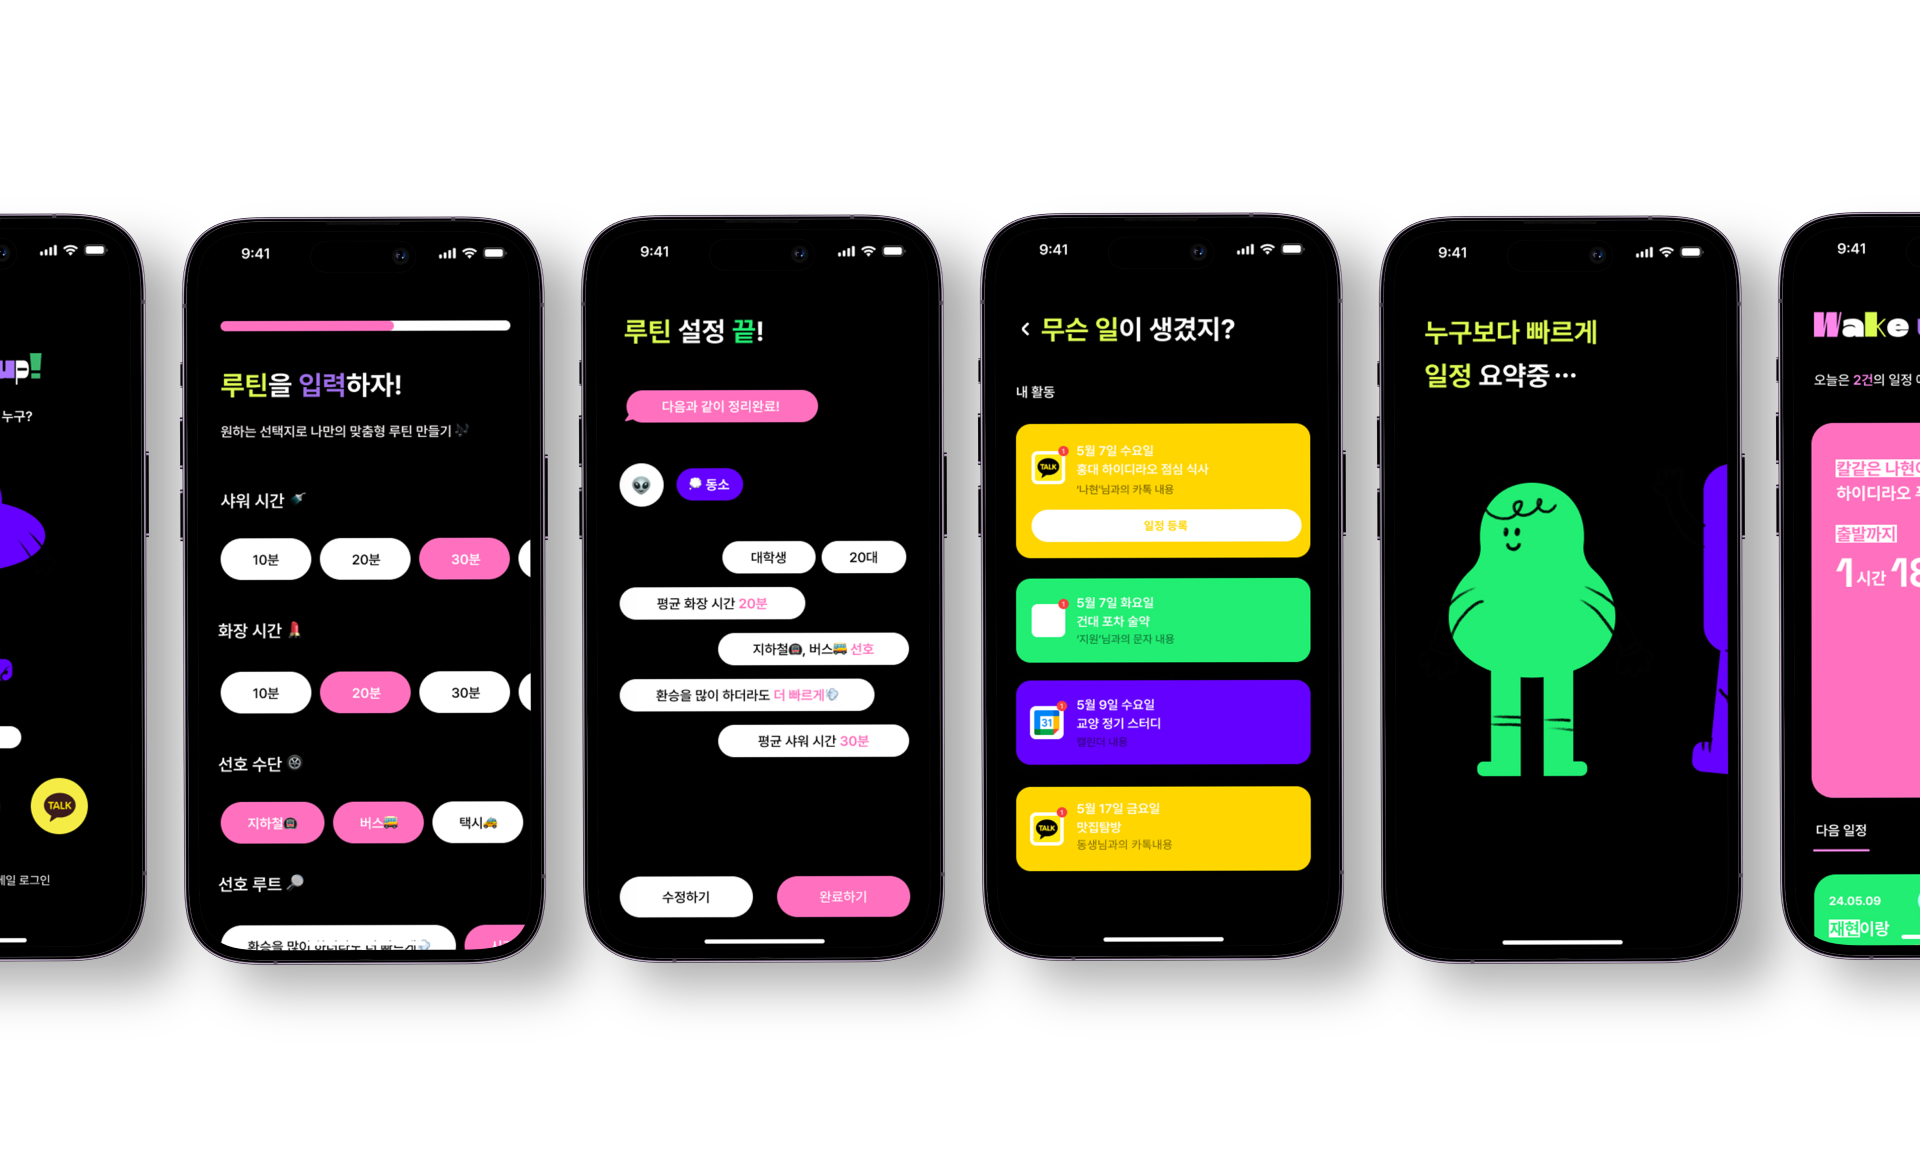 up!
누구?
TALK
메일 로그인
9:41
루틴을 입력하자!
원하는 선택지로 나만의 맞춤형 루틴 만들기
샤워 시간
10분
20분
30분
화장 시간
10분
20분
30분
선호 수단
지하철
버스
택시
선호 루트
환승을 많이 하더라도 더 빠르게
9:41
루틴 설정 끝!
다음과 같이 정리완료!
동소
대학생
20대
평균 화장 시간 20분
지하철, 버스 선호
환승을 많이 하더라도 더 빠르게
평균 샤워 시간 30분
수정하기
완료하기
9:41
무슨 일이 생겼지?
내 활동
TALK
1
5월 7일 수요일
홍대 하이디라오 점심 식사
'나현'님과의 카톡 내용
일정 등록
1
5월 7일 화요일
건대 포차 술약
'지원'님과의 문자 내용
31
1
5월 9일 수요일
교양 정기 스터디
캘린더 내용
TALK
1
5월 17일 금요일
맛집탐방
동생님과의 카톡내용
9:41
누구보다 빠르게
일정 요약중 ···
9:41
Wake
오늘은 2건의 일정
칼같은 나현
하이디라오
출발까지
1시간 18
다음 일정
24.05.09
재현이랑